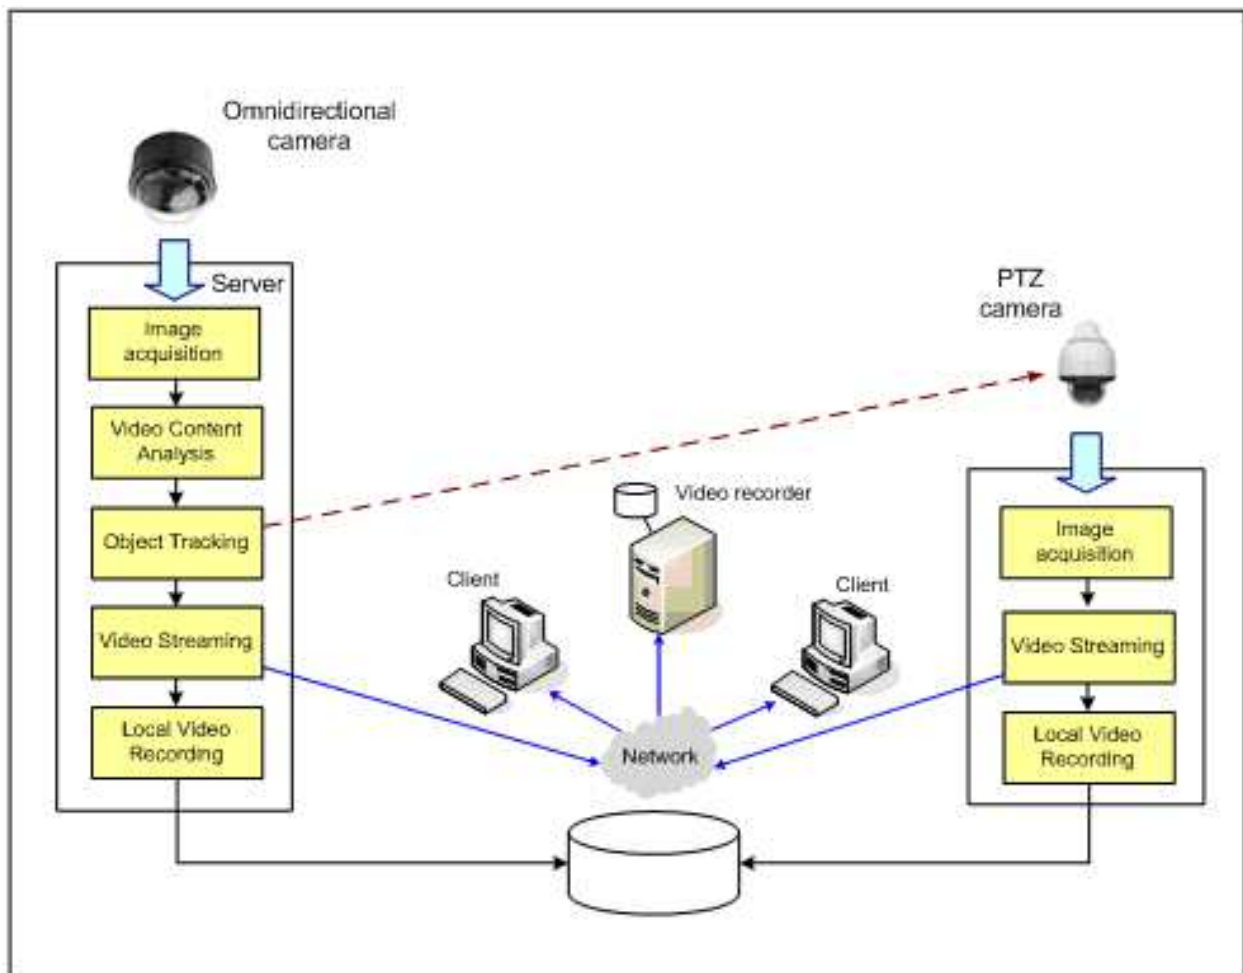 Omnidirectional
camera
Server
Image
acquisition
Video Content
Analysis
Object Tracking
Video Streaming
Local Video
Recording
PTZ
camera
Video recorder
Client
Client
Network
Image
acquisition
Video Streaming
Local Video
Recording